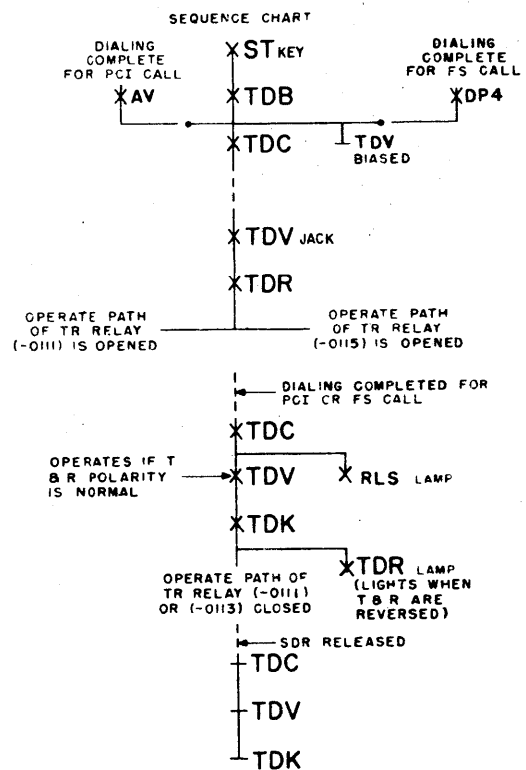 SEQUENCE CHART
ST KEY
DIALING
COMPLETE
FOR PCI CALL
DIALING
COMPLETE
FOR FS CALL
AV
TDB
DP4
TDC
TDV
BIASED
TDV JACK
TDR
OPERATE PATH
OF TR RELAY
(-0111) IS OPENED
OPERATE PATH
OF TR RELAY
(-0115) IS OPENED
DIALING COMPLETED FOR
PCI CR FS CALL
TDC
OPERATES IF T
& R POLARITY
IS NORMAL
TDV
RLS LAMP
TDK
TDR LAMP
(LIGHTS WHEN
T & R ARE
REVERSED)
OPERATE PATH OF
TR RELAY (-0111)
OR (-0113) CLOSED
SDR RELEASED
TDC
TDV
TDK